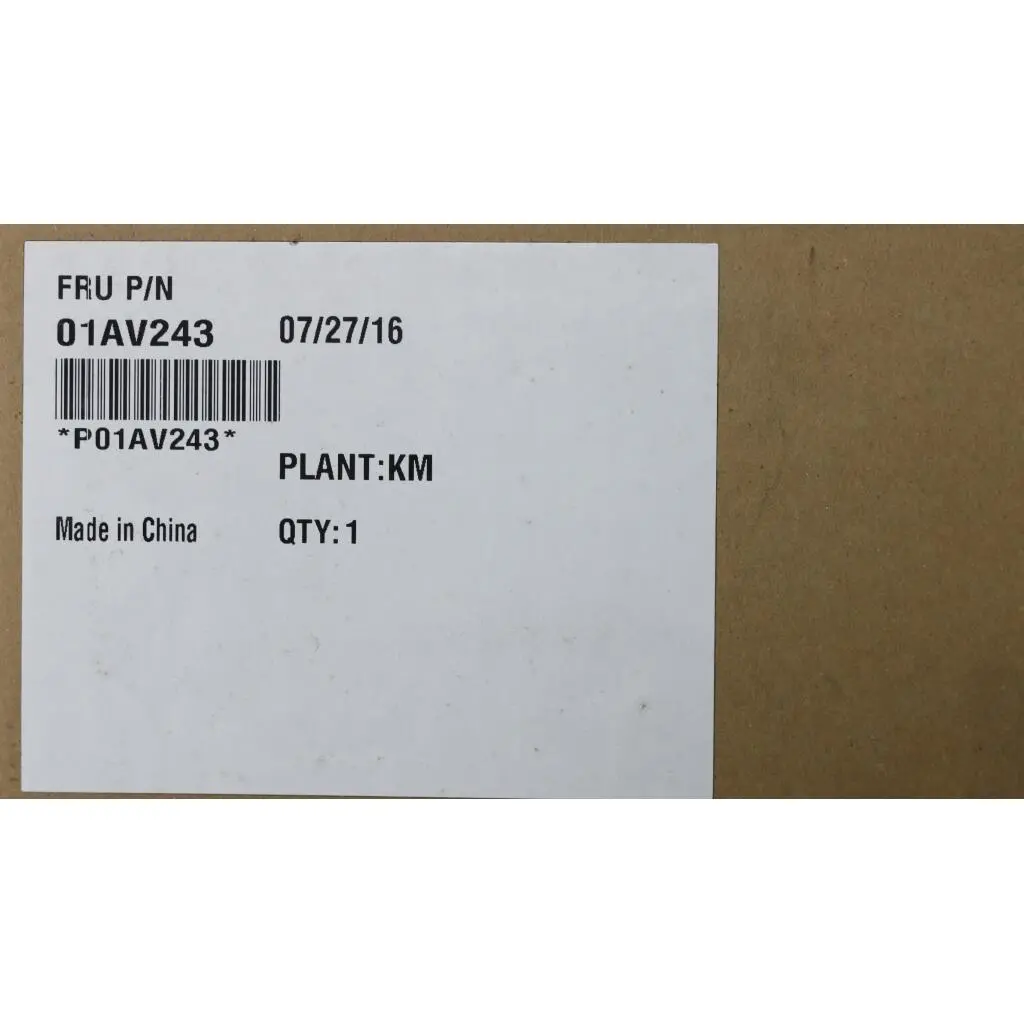 FRU P/N
01AV243 07/27/16
*P01AV243*
PLANT:KM
Made in China QTY: 1